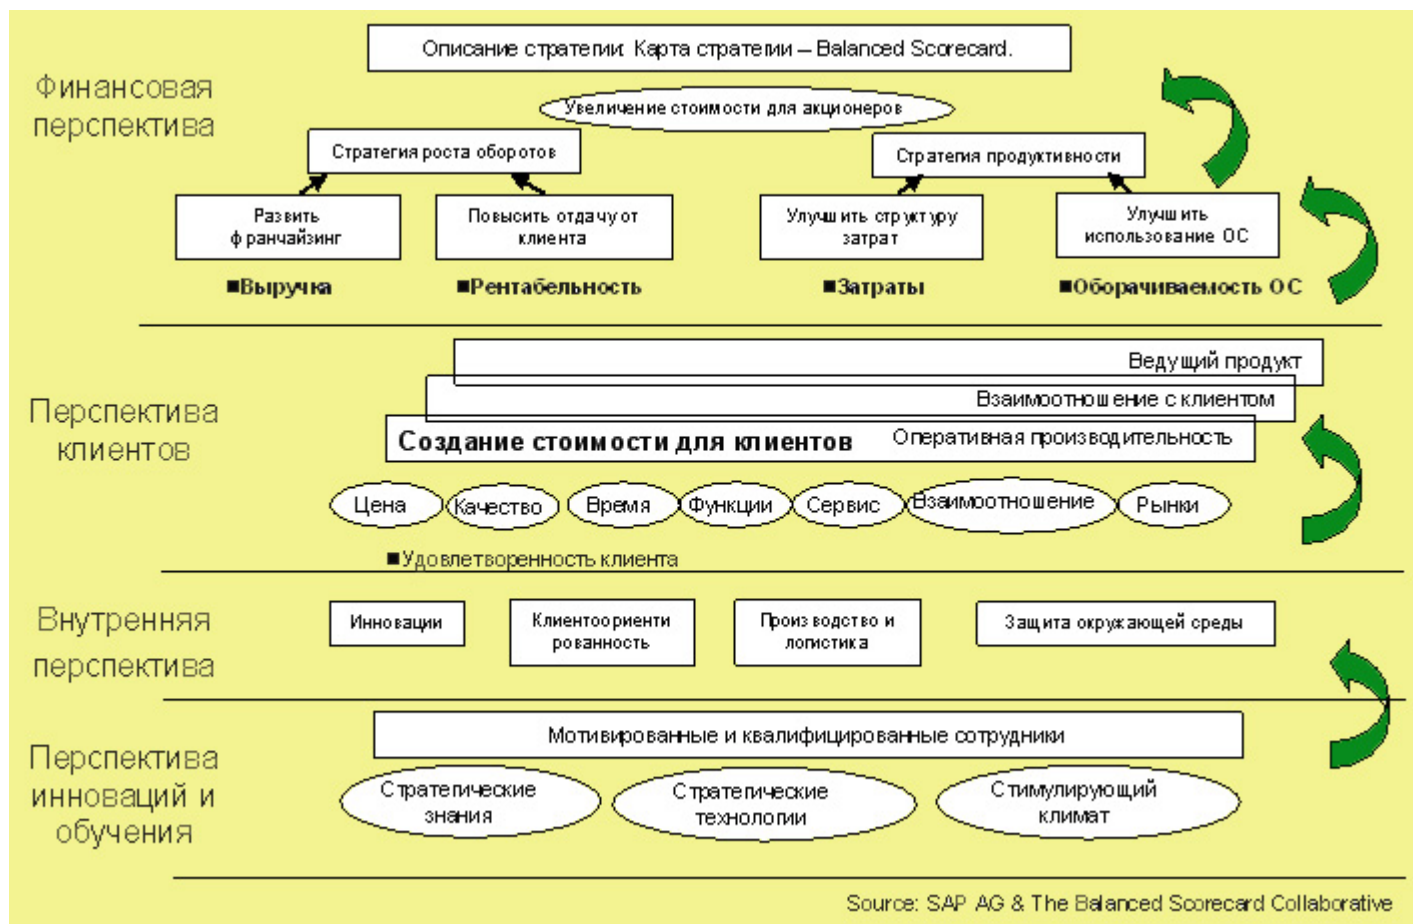 Описание стратегии: Карта стратегии – Balanced Scorecard.
Финансовая
перспектива
Увеличение стоимости для акционеров
Стратегия роста оборотов
Стратегия продуктивности
Развить
франчайзинг
Повысить отдачу от
клиента
Улучшить структуру
затрат
Улучшить
использование ОС
■Выручка
■Рентабельность
■Затраты
■Оборачиваемость ОС
Перспектива
клиентов
Ведущий продукт
Взаимоотношение с клиентом
Создание стоимости для клиентов
Оперативная производительность
Цена
Качество
Время
Функции
Сервис
Взаимоотношение
Рынки
■Удовлетворенность клиента
Внутренняя
перспектива
Инновации
Клиентоориенти
рованность
Производство и
логистика
Защита окружающей среды
Перспектива
инноваций и
обучения
Мотивированные и квалифицированные сотрудники
Стратегические
знания
Стратегические
технологии
Стимулирующий
климат
Source: SAP AG & The Balanced Scorecard Collaborative